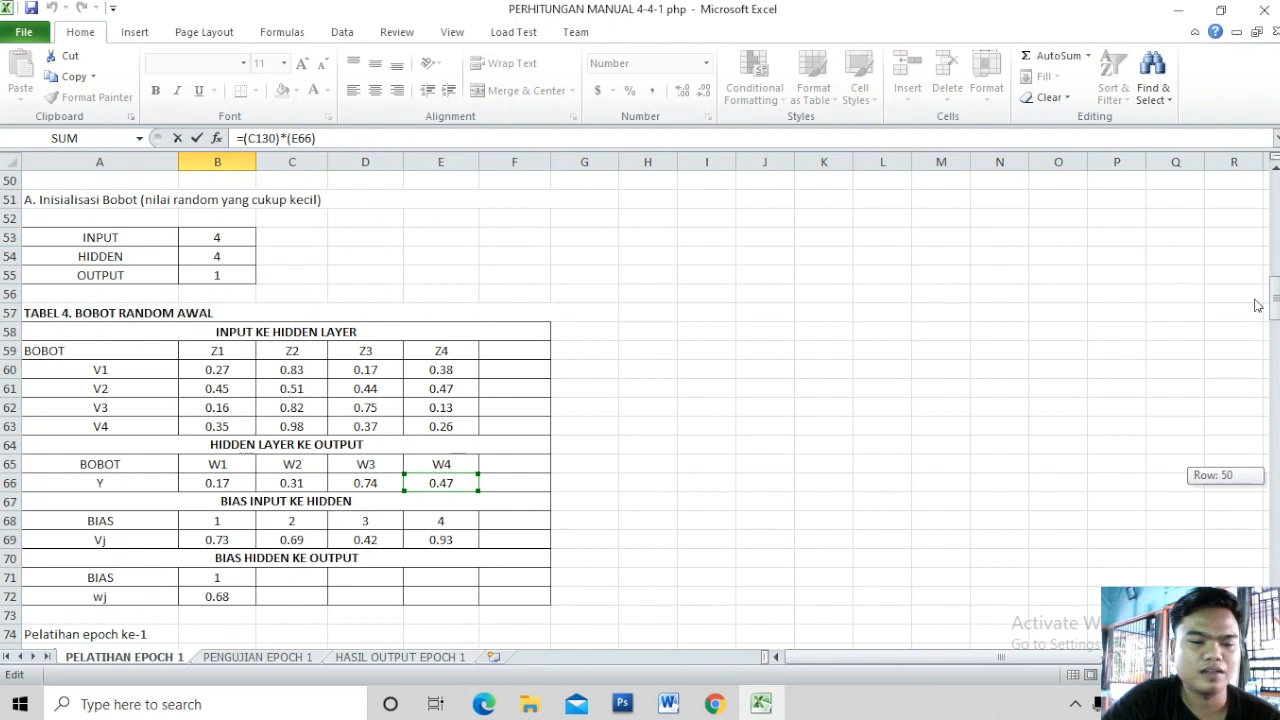 PERHITUNGAN MANUAL 4-4-1 php - Microsoft Excel
File Home Insert Page Layout Formulas Data Review View Load Test Team
Paste Cut Copy Format Painter Clipboard
11 B I U A Font
Wrap Text Merge & Center Alignment
Number $ % , Number
Conditional Formatting Format as Table Cell Styles Styles
Insert Delete Format Cells
Σ AutoSum Fill Clear Sort & Filter Find & Select Editing
SUM fx =(C130)*(E66)
A B C D E F G H I J K L M N O P Q R
50
51 A. Inisialisasi Bobot (nilai random yang cukup kecil)
52
53 INPUT 4
54 HIDDEN 4
55 OUTPUT 1
56
57 TABEL 4. BOBOT RANDOM AWAL
58 INPUT KE HIDDEN LAYER
59 BOBOT Z1 Z2 Z3 Z4
60 V1 0.27 0.83 0.17 0.38
61 V2 0.45 0.51 0.44 0.47
62 V3 0.16 0.82 0.75 0.13
63 V4 0.35 0.98 0.37 0.26
64 HIDDEN LAYER KE OUTPUT
65 BOBOT W1 W2 W3 W4
66 Y 0.17 0.31 0.74 0.47
Row: 50
67 BIAS INPUT KE HIDDEN
68 BIAS 1 2 3 4
69 Vj 0.73 0.69 0.42 0.93
70 BIAS HIDDEN KE OUTPUT
71 BIAS 1
72 wj 0.68
73
74 Pelatihan epoch ke-1
Activate
Go to Settings
PELATIHAN EPOCH 1 PENGUJIAN EPOCH 1 HASIL OUTPUT EPOCH 1
Edit
Type here to search